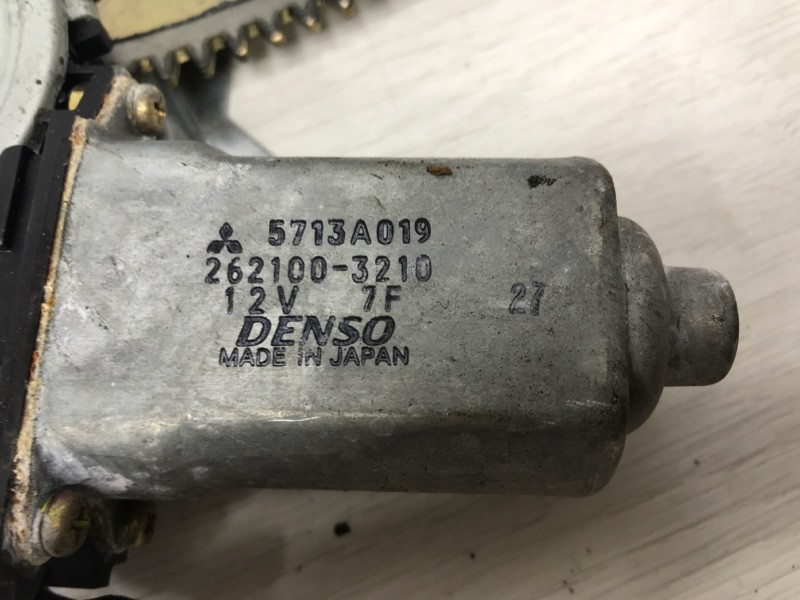 5713A019
262100-3210
12V 7F 27
DENSO
MADE IN JAPAN